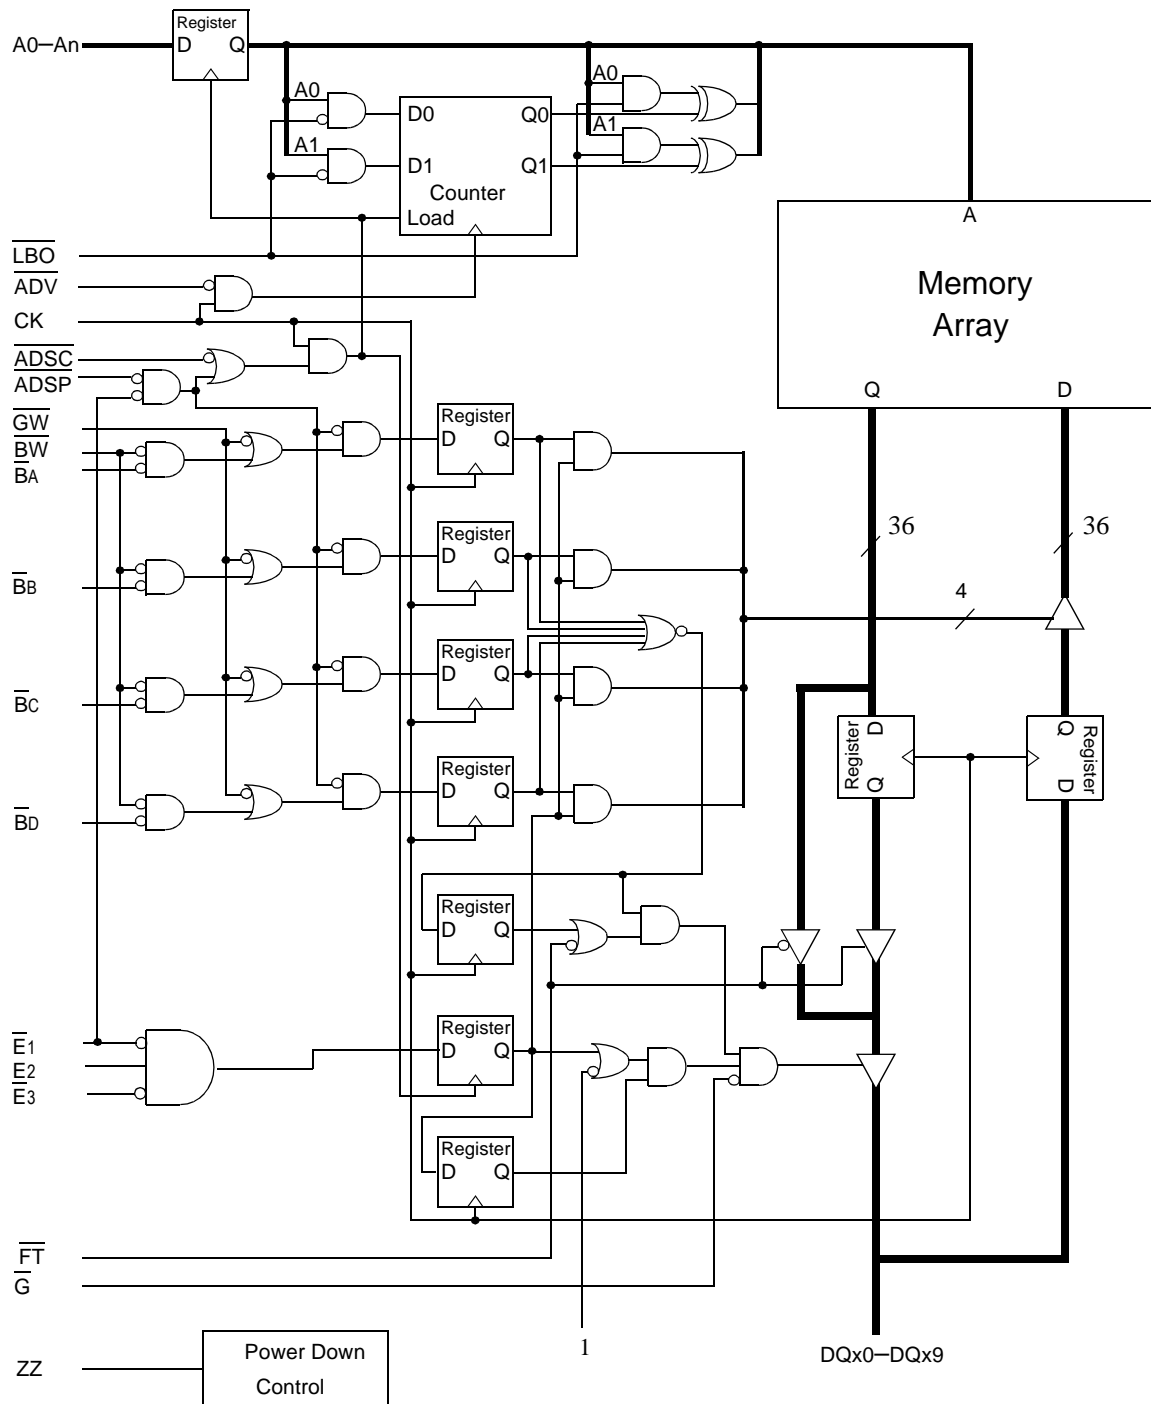 Register
A0–An
D Q
A0
A0
D0 Q0
A1
A1
D1 Q1
Counter
Load
A
LBO
ADV
CK
Memory
Array
ADSC
ADSP
Q D
GW
BW
BA
Register
D Q
36 36
Register
D Q
BB
4
Register
D Q
BC
Register
D
Q
Q
Register
D
Register
D Q
BD
Register
D Q
Register
D Q
E1
E2
E3
Register
D Q
FT
G
1
DQx0–DQx9
ZZ
Power Down
Control